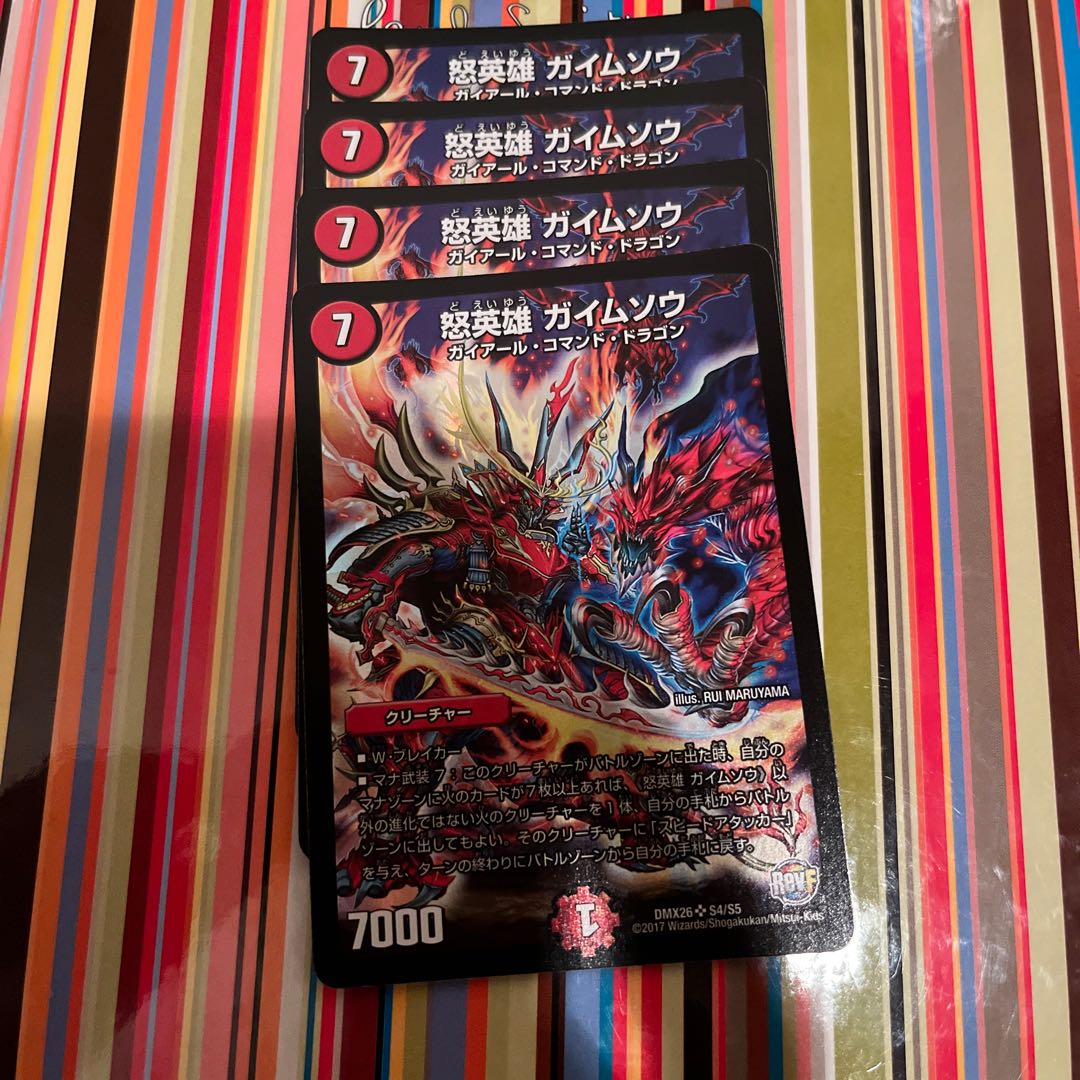 7
どえいゆう
怒英雄 ガイムソウ
ガイアール・コマンド・ドラゴン
7
どえいゆう
怒英雄 ガイムソウ
ガイアール・コマンド・ドラゴン
7
どえいゆう
怒英雄 ガイムソウ
ガイアール・コマンド・ドラゴン
7
どえいゆう
怒英雄 ガイムソウ
ガイアール・コマンド・ドラゴン
illus. RUI MARUYAMA
クリーチャー
■ W・ブレイカー
■ マナ武装 7：このクリーチャーがバトルゾーンに出た時、自分の
マナゾーンに火のカードが7枚以上あれば、《怒英雄 ガイムソウ》以
外の進化ではない火のクリーチャーを1体、自分の手札からバトル
ゾーンに出してもよい。そのクリーチャーに「スピードアタッカー」
を与え、ターンの終わりにバトルゾーンから自分の手札に戻す。
RevF
7000
1
DMX26 S4/S5
©2017 Wizards/Shogakukan/Mitsui-Kids